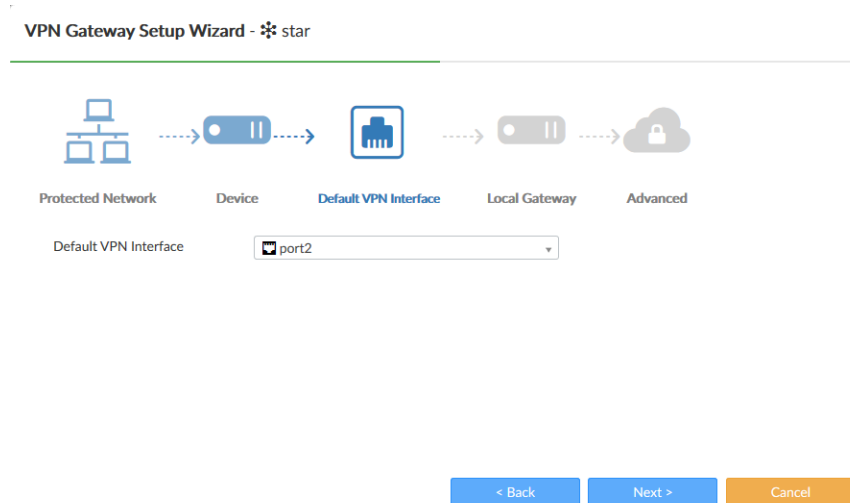 VPN Gateway Setup Wizard - star
Protected Network Device Default VPN Interface Local Gateway Advanced
Default VPN Interface port2
< Back Next > Cancel